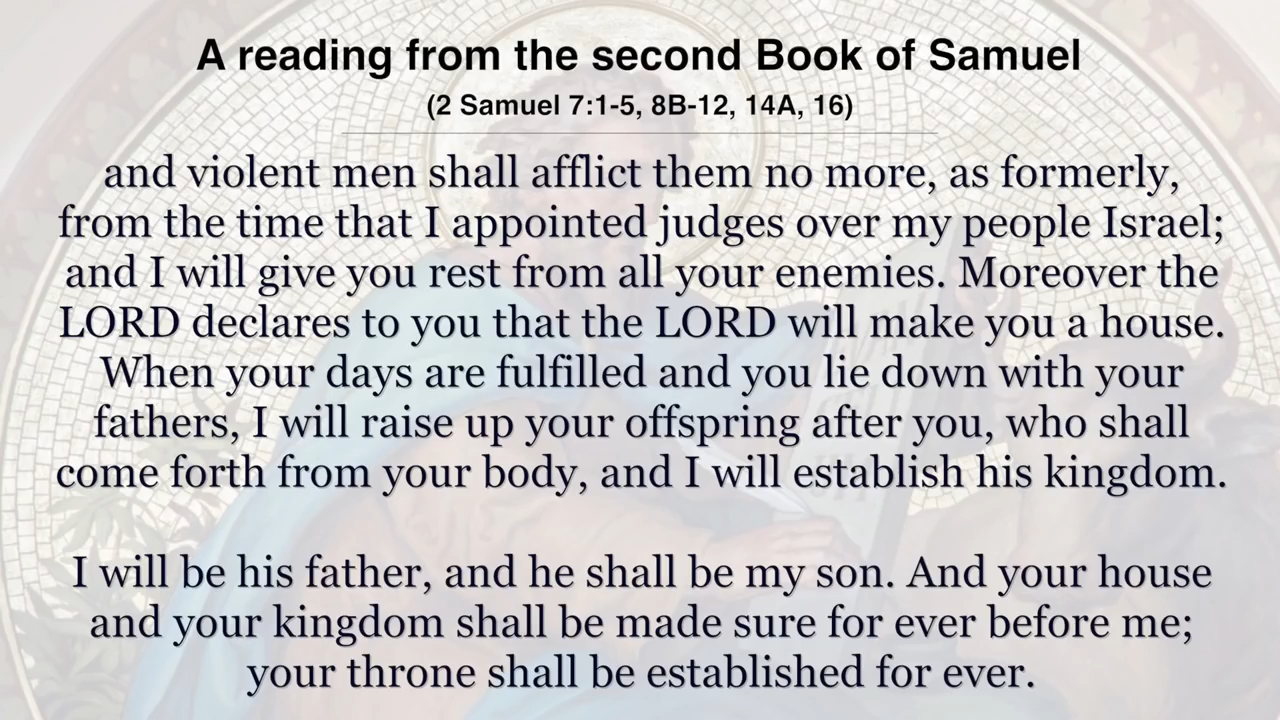 A reading from the second Book of Samuel
(2 Samuel 7:1-5, 8B-12, 14A, 16)
and violent men shall afflict them no more, as formerly,
from the time that I appointed judges over my people Israel;
and I will give you rest from all your enemies. Moreover the
LORD declares to you that the LORD will make you a house.
When your days are fulfilled and you lie down with your
fathers, I will raise up your offspring after you, who shall
come forth from your body, and I will establish his kingdom.
I will be his father, and he shall be my son. And your house
and your kingdom shall be made sure for ever before me;
your throne shall be established for ever.